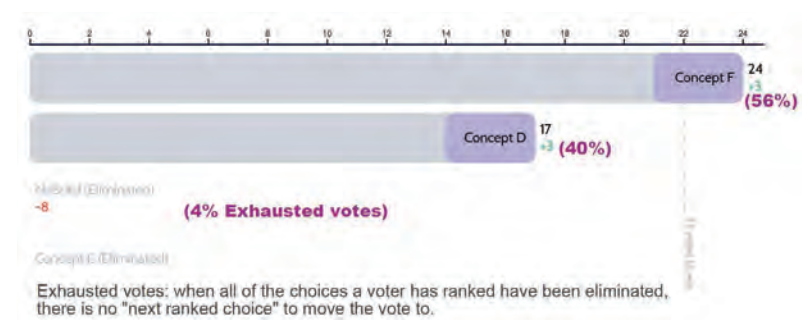 0 2 4 6 8 10 12 14 16 18 20 22 24
Concept F 24
+3
(56%)
Concept D 17
+3 (40%)
(Eliminated)
-8
(4% Exhausted votes)
(Eliminated)
Exhausted votes: when all of the choices a voter has ranked have been eliminated,
there is no "next ranked choice" to move the vote to.